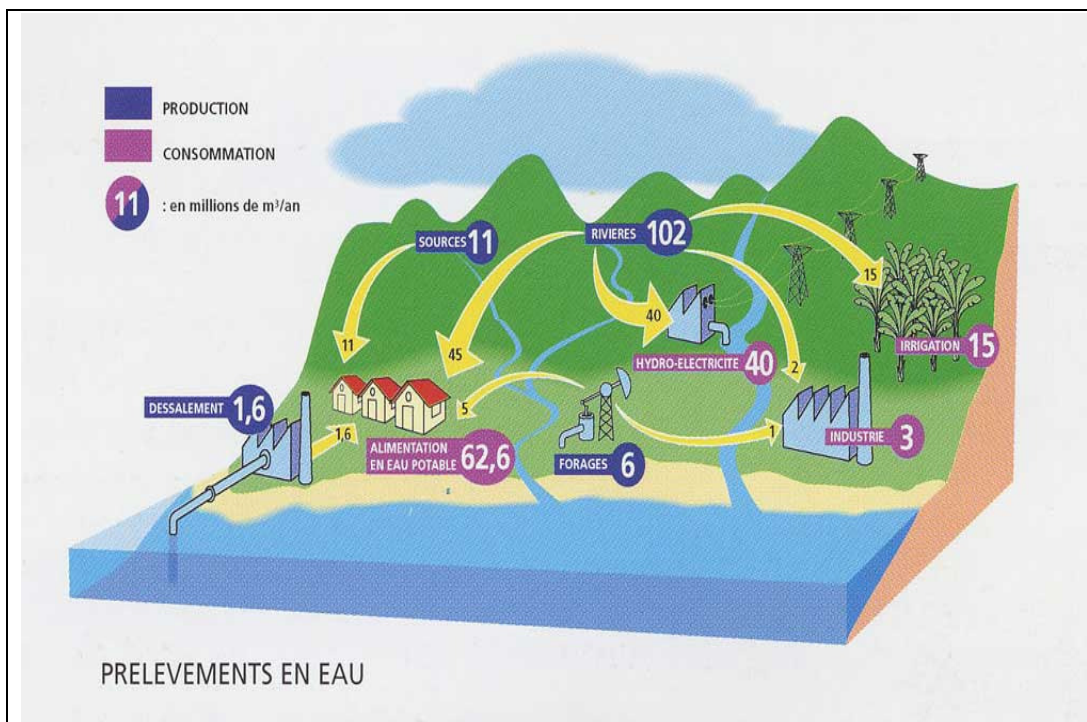 PRODUCTION
CONSOMMATION
11 : en millions de m³/an
SOURCES 11
RIVIERES 102
15
11
45
40
HYDRO-ELECTRICITE 40
2
IRRIGATION 15
DESSALEMENT 1,6
1,6
5
ALIMENTATION
EN EAU POTABLE 62,6
FORAGES 6
1
INDUSTRIE 3
PRELEVEMENTS EN EAU